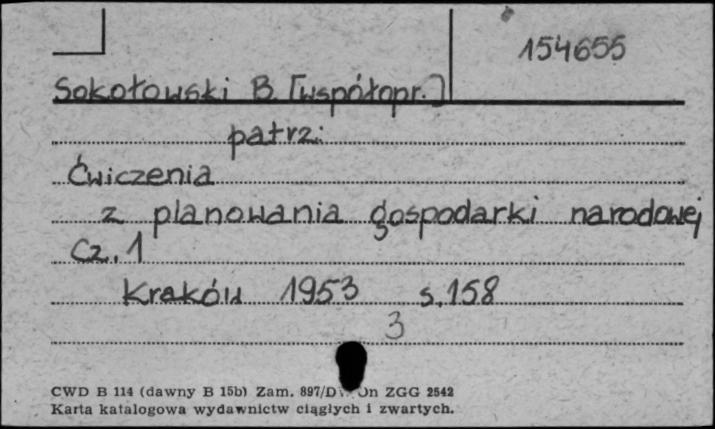 154655
Sokołowski B. [współopr.]
patrz:
Ćwiczenia
z planowania gospodarki narodowej
cz. 1
Kraków 1953 s. 158
3
CWD B 114 (dawny B 15b) Zam. 897/D On ZGG 2542
Karta katalogowa wydawnictw ciągłych i zwartych.